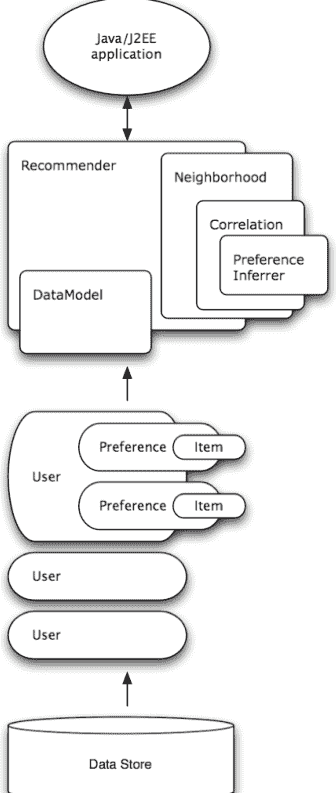 Java/J2EE
application
Recommender
Neighborhood
Correlation
Preference
Inferrer
DataModel
Preference Item
User
Preference Item
User
User
Data Store